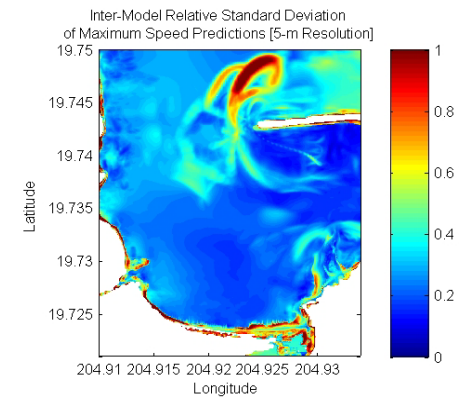 Inter-Model Relative Standard Deviation
of Maximum Speed Predictions [5-m Resolution]
19.75
19.745
19.74
19.735
19.73
19.725
Latitude
204.91 204.915 204.92 204.925 204.93
Longitude
1
0.8
0.6
0.4
0.2
0